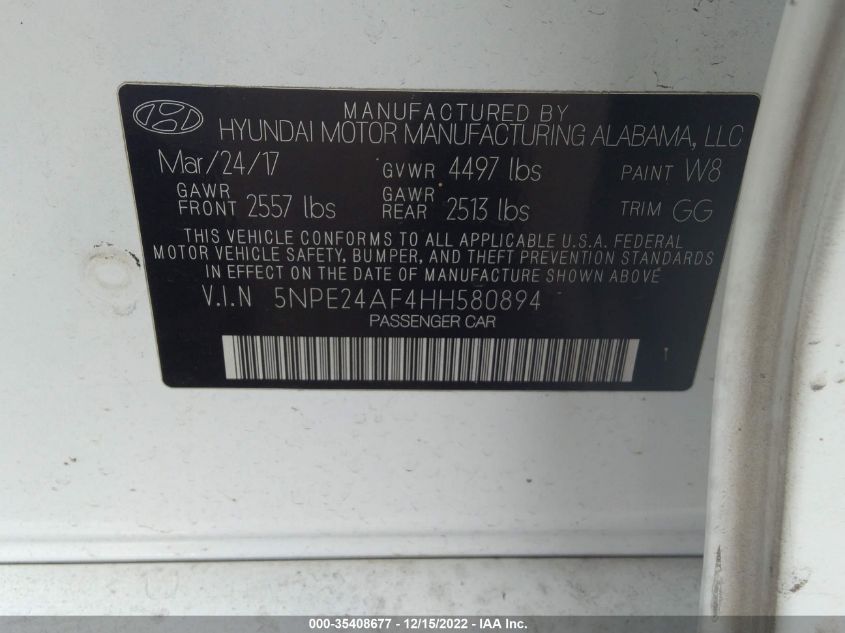 MANUFACTURED BY
HYUNDAI MOTOR MANUFACTURING ALABAMA, LLC
Mar/24/17 GVWR 4497 lbs PAINT W8
GAWR FRONT 2557 lbs GAWR REAR 2513 lbs TRIM GG
THIS VEHICLE CONFORMS TO ALL APPLICABLE U.S.A. FEDERAL
MOTOR VEHICLE SAFETY, BUMPER, AND THEFT PREVENTION STANDARDS
IN EFFECT ON THE DATE OF MANUFACTURE SHOWN ABOVE
V.I.N 5NPE24AF4HH580894
PASSENGER CAR
000-35408677 - 12/15/2022 - IAA Inc.